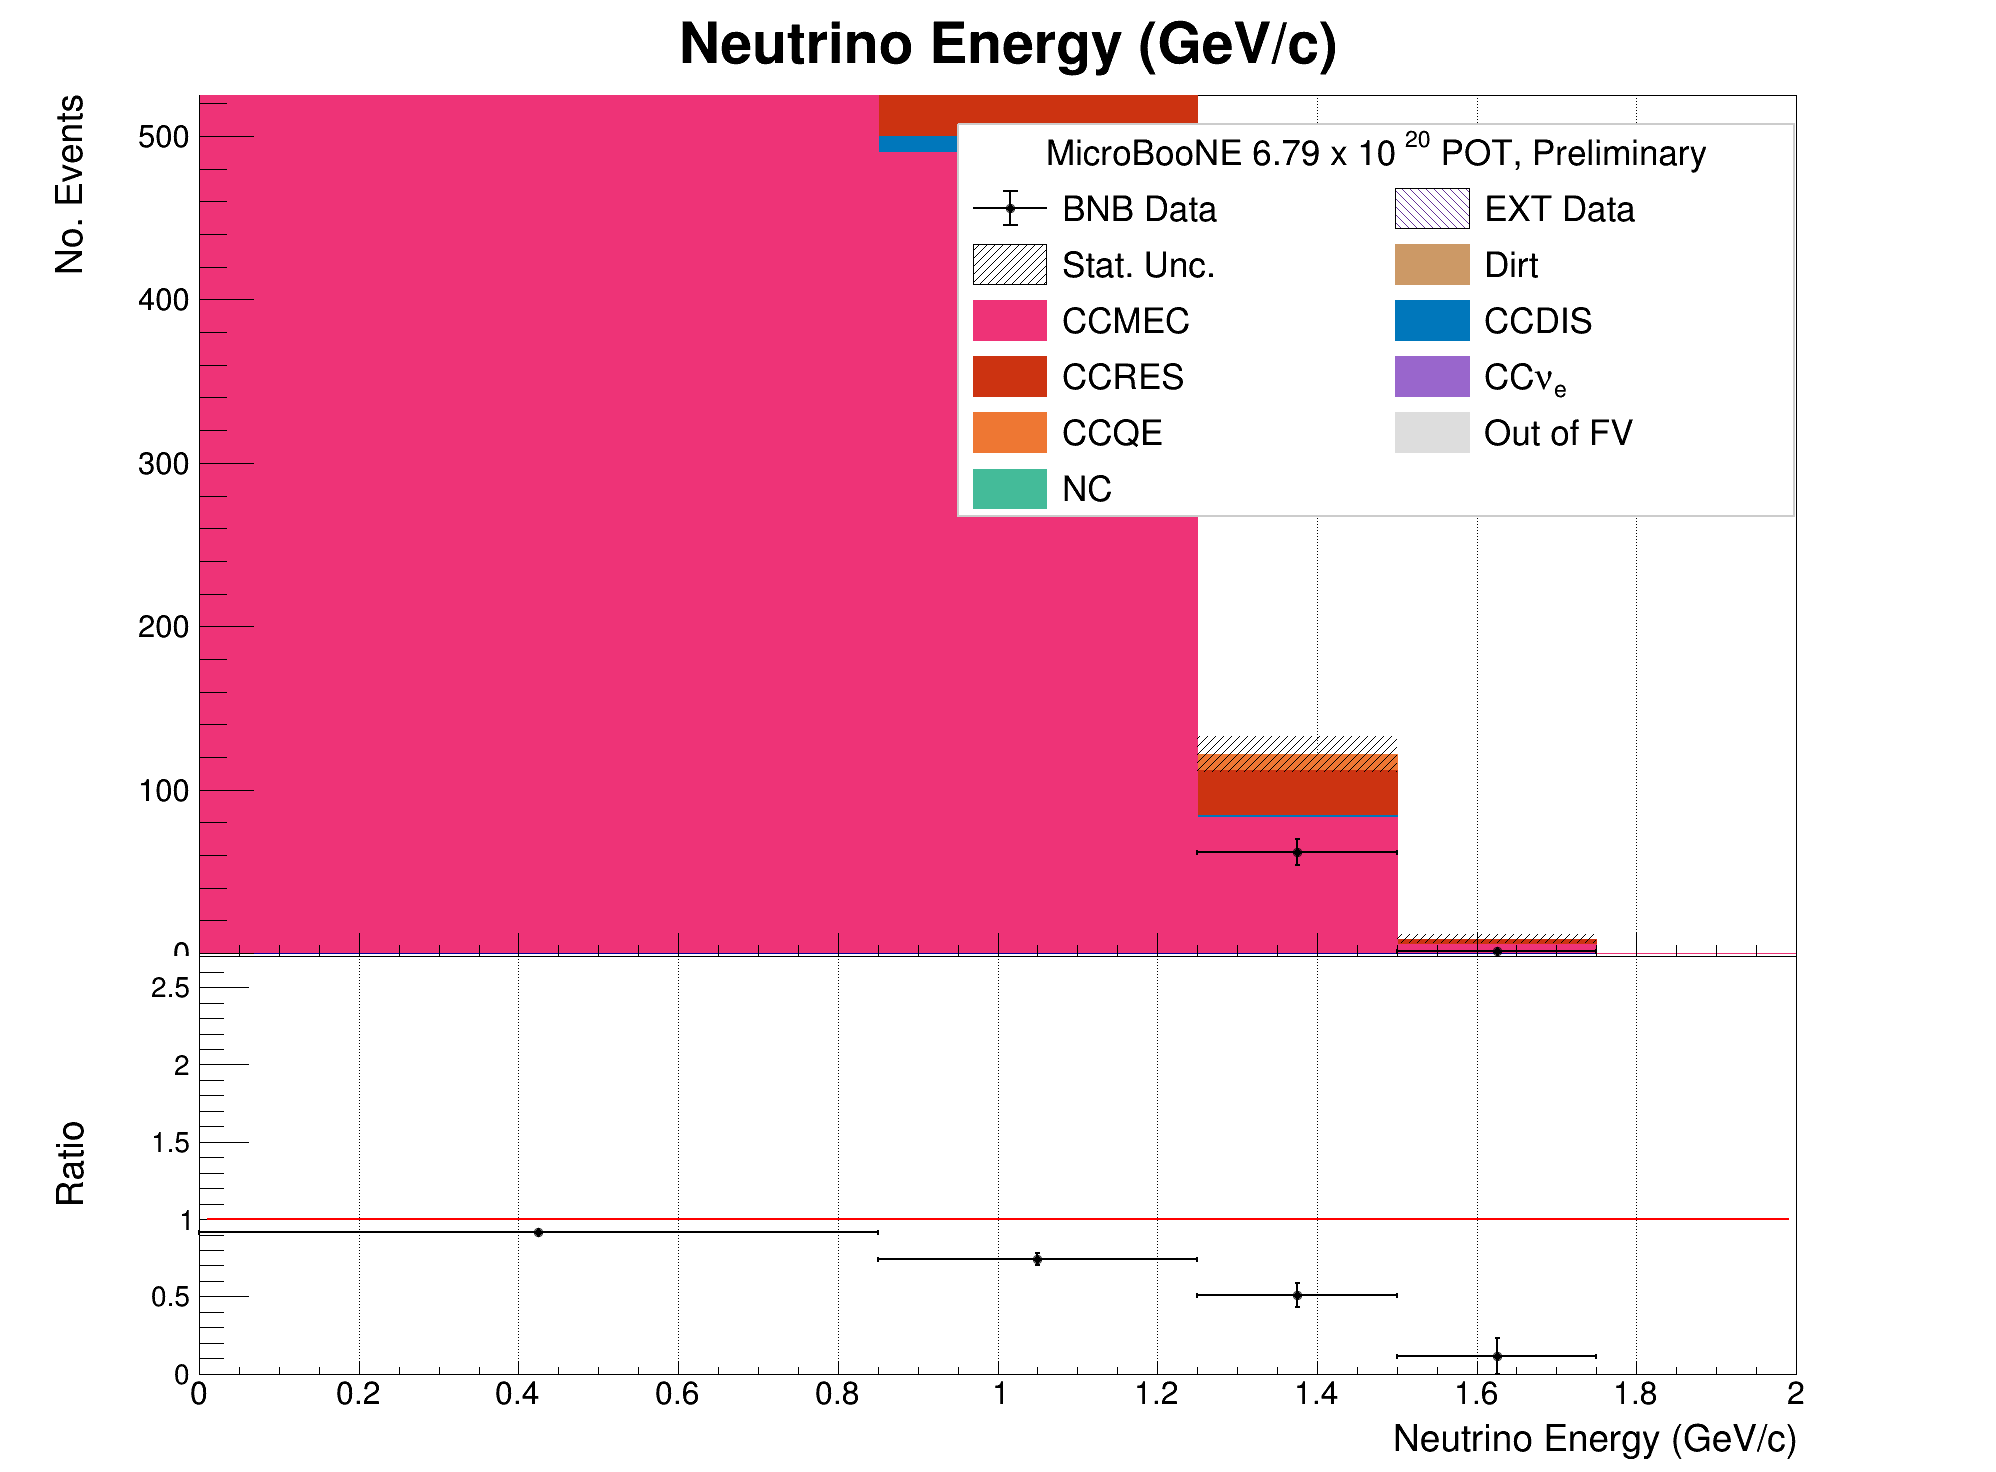 Neutrino Energy (GeV/c)
No. Events
500
400
300
200
100
0
MicroBooNE 6.79 x 10 20 POT, Preliminary
BNB Data
EXT Data
Stat. Unc.
Dirt
CCMEC
CCDIS
CCRES
CCνe
CCQE
Out of FV
NC
Ratio
2.5
2
1.5
1
0.5
0
0 0.2 0.4 0.6 0.8 1 1.2 1.4 1.6 1.8 2
Neutrino Energy (GeV/c)